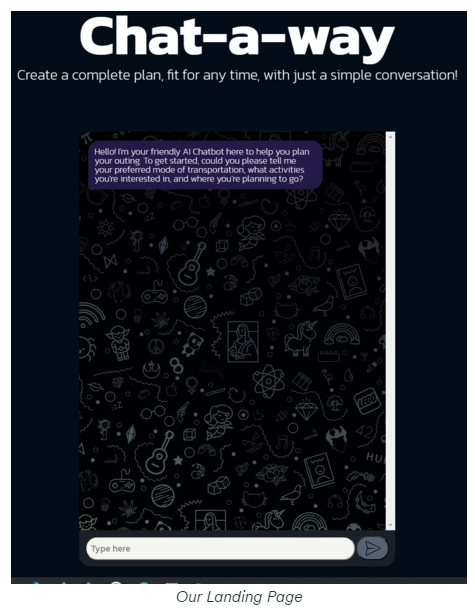 Chat-a-way
Create a complete plan, fit for any time, with just a simple conversation!
Hello! I'm your friendly AI Chatbot here to help you plan
your outing. To get started, could you please tell me
your preferred mode of transportation, what activities
you're interested in, and where you're planning to go?
LEGO
HU
Type here
Our Landing Page